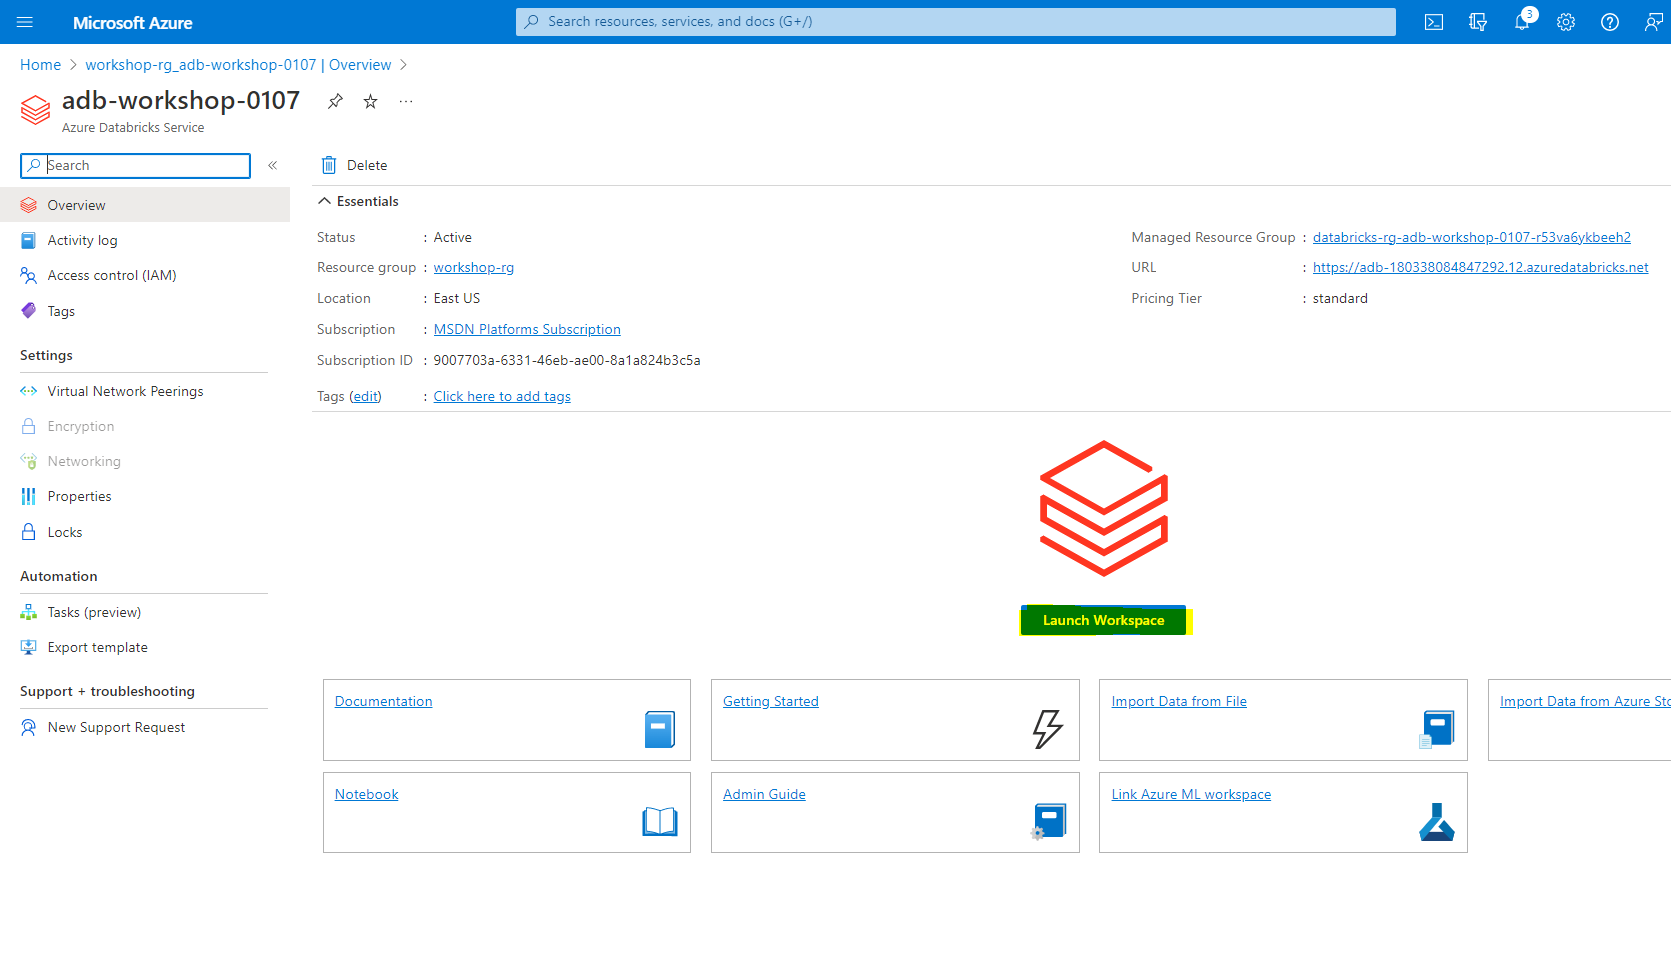 Microsoft Azure
Search resources, services, and docs (G+/)
3
Home > workshop-rg_adb-workshop-0107 | Overview >
adb-workshop-0107 ...
Azure Databricks Service
Search «
Overview
Activity log
Access control (IAM)
Tags
Settings
Virtual Network Peerings
Encryption
Networking
Properties
Locks
Automation
Tasks (preview)
Export template
Support + troubleshooting
New Support Request
Delete
Essentials
Status : Active
Resource group : workshop-rg
Location : East US
Subscription : MSDN Platforms Subscription
Subscription ID : 9007703a-6331-46eb-ae00-8a1a824b3c5a
Tags (edit) : Click here to add tags
Managed Resource Group : databricks-rg-adb-workshop-0107-r53va6ykbeeh2
URL : https://adb-180338084847292.12.azuredatabricks.net
Pricing Tier : standard
Launch Workspace
Documentation
Getting Started
Import Data from File
Import Data from Azure Sto
Notebook
Admin Guide
Link Azure ML workspace